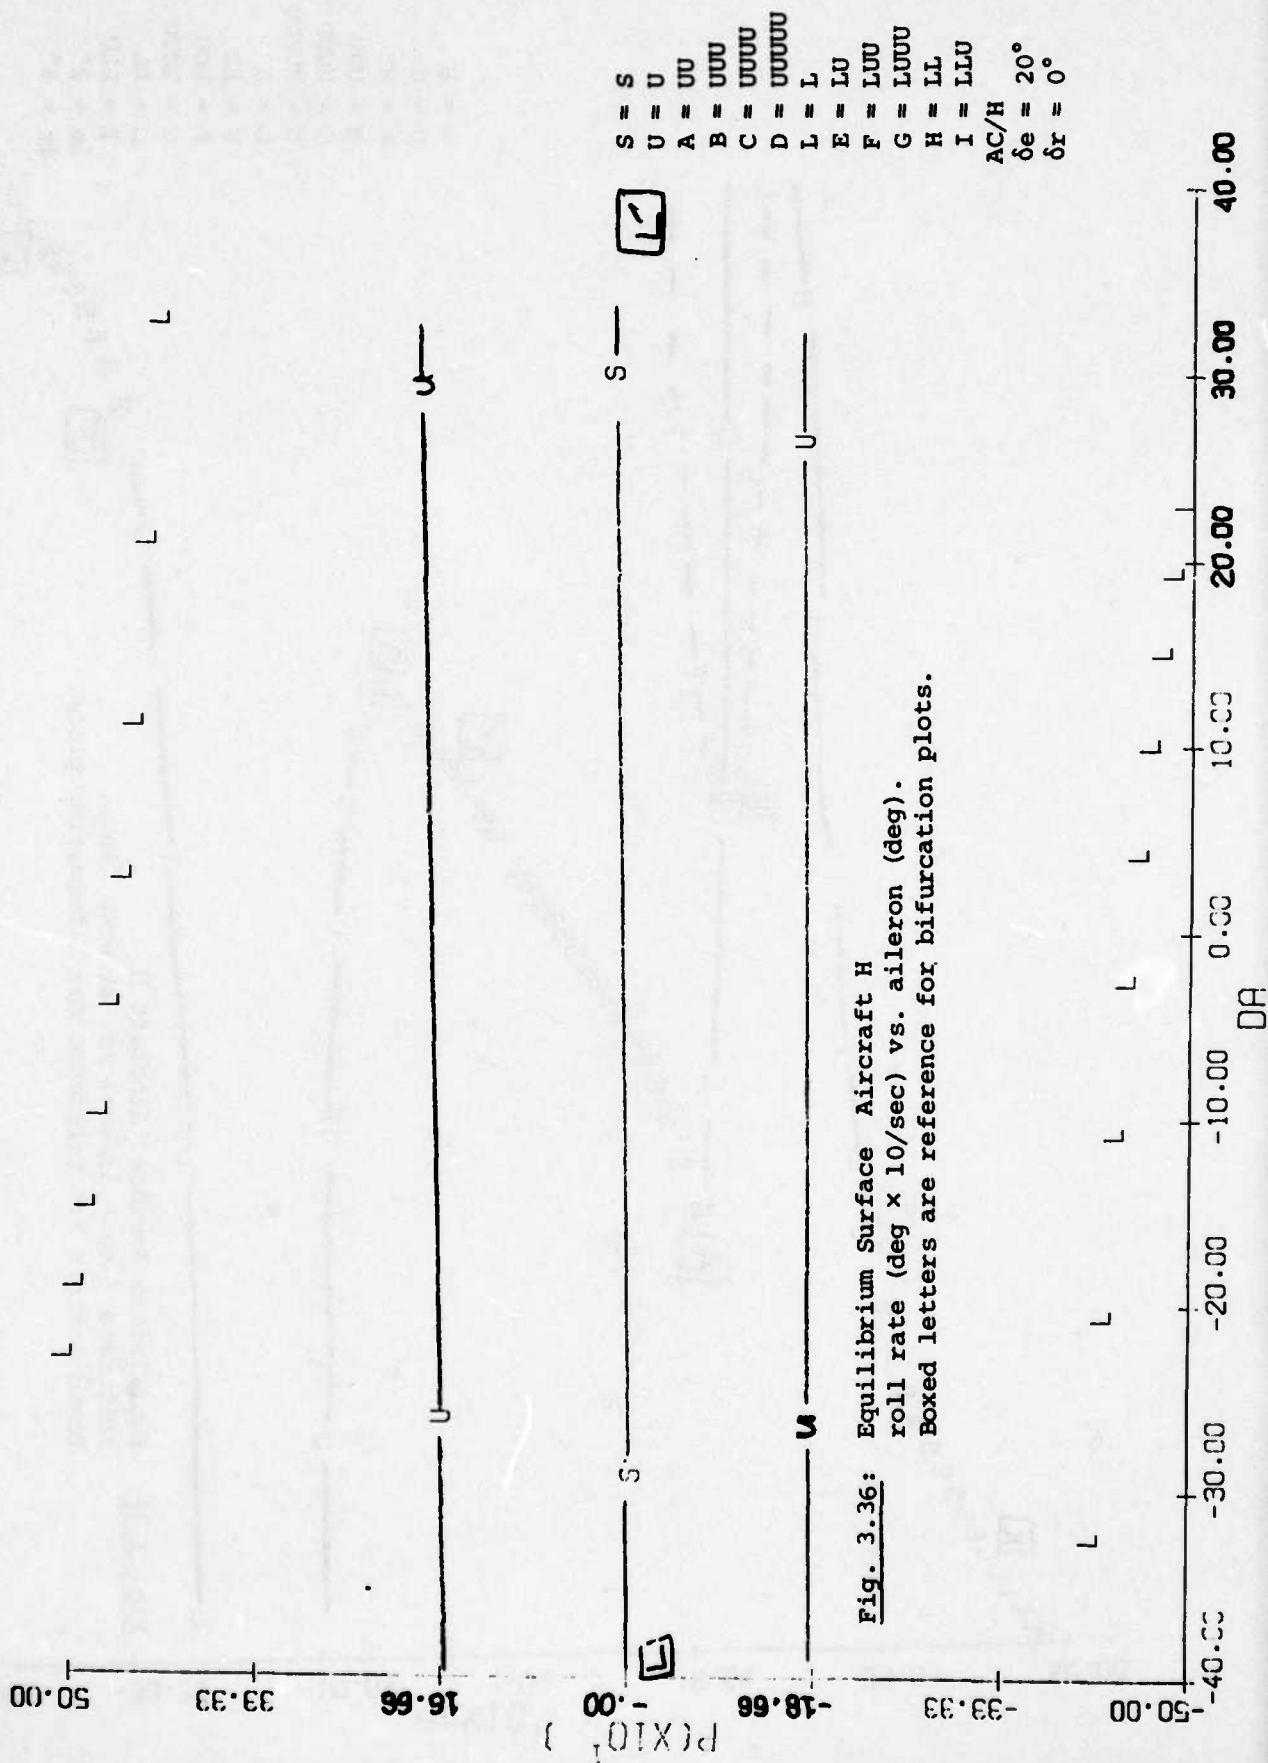 50.00
33.33
16.66
-.00
-16.66
-33.33
-50.00
P(X10¹)
-40.00
-30.00
-20.00
-10.00
0.00
10.00
20.00
30.00
40.00
DA
L L L L L L L L L
U U
S S
U U
L L L L L L L L
L
S = S
U = U
A = UU
B = UUU
C = UUUU
D = UUUUU
L = L
E = LU
F = LUU
G = LUUU
H = LL
I = LLU
AC/H
δe = 20°
δr = 0°
Fig. 3.36: Equilibrium Surface Aircraft H
roll rate (deg × 10/sec) vs. aileron (deg).
Boxed letters are reference for bifurcation plots.